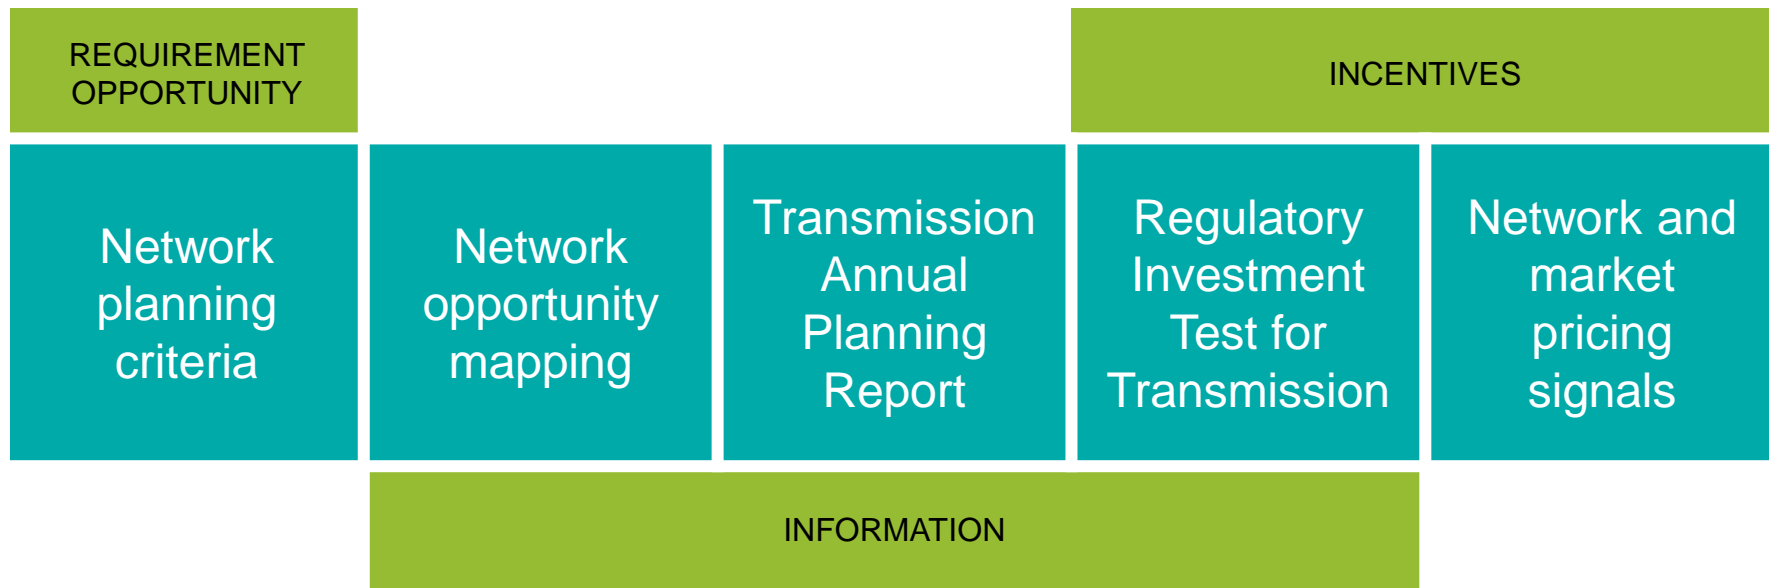 REQUIREMENT
OPPORTUNITY
INCENTIVES
Network
planning
criteria
Network
opportunity
mapping
Transmission
Annual
Planning
Report
Regulatory
Investment
Test for
Transmission
Network and
market
pricing
signals
INFORMATION